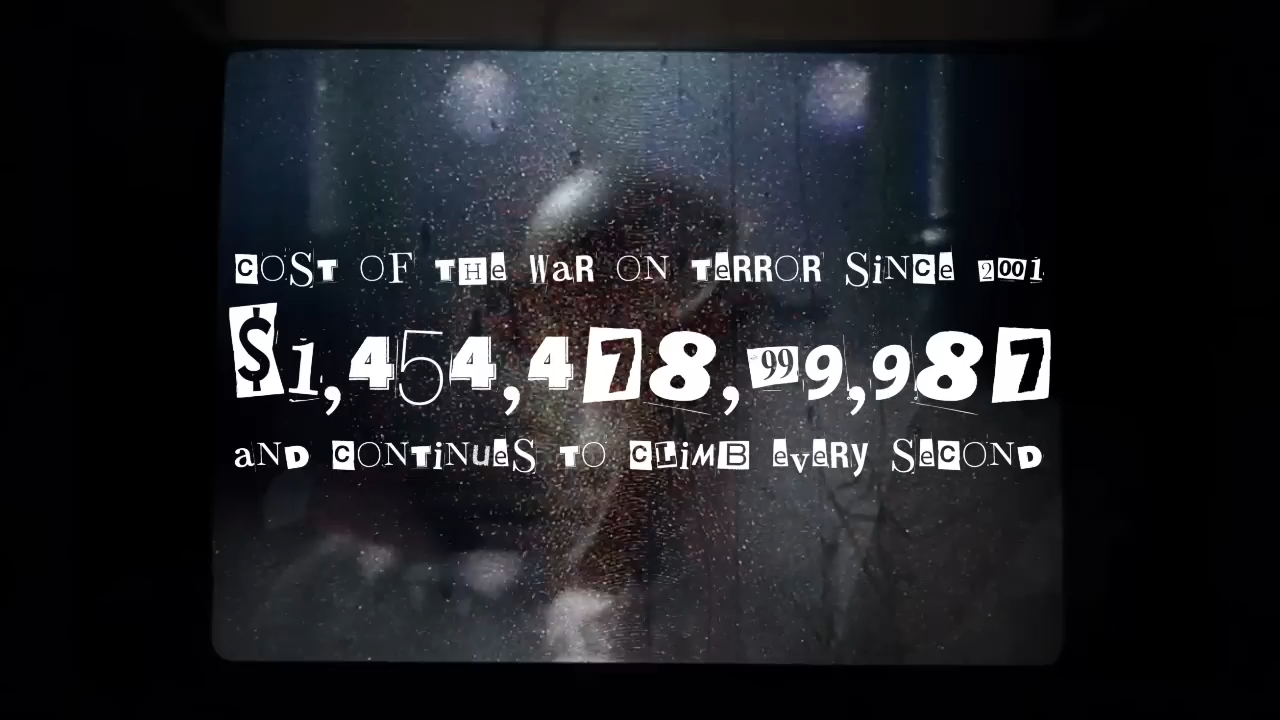 COST OF THe WaR ON TeRROR SiNCe 2001
$1,454,478,999,987
aND CONTiNueS TO CLiMB eveRy SeCOND